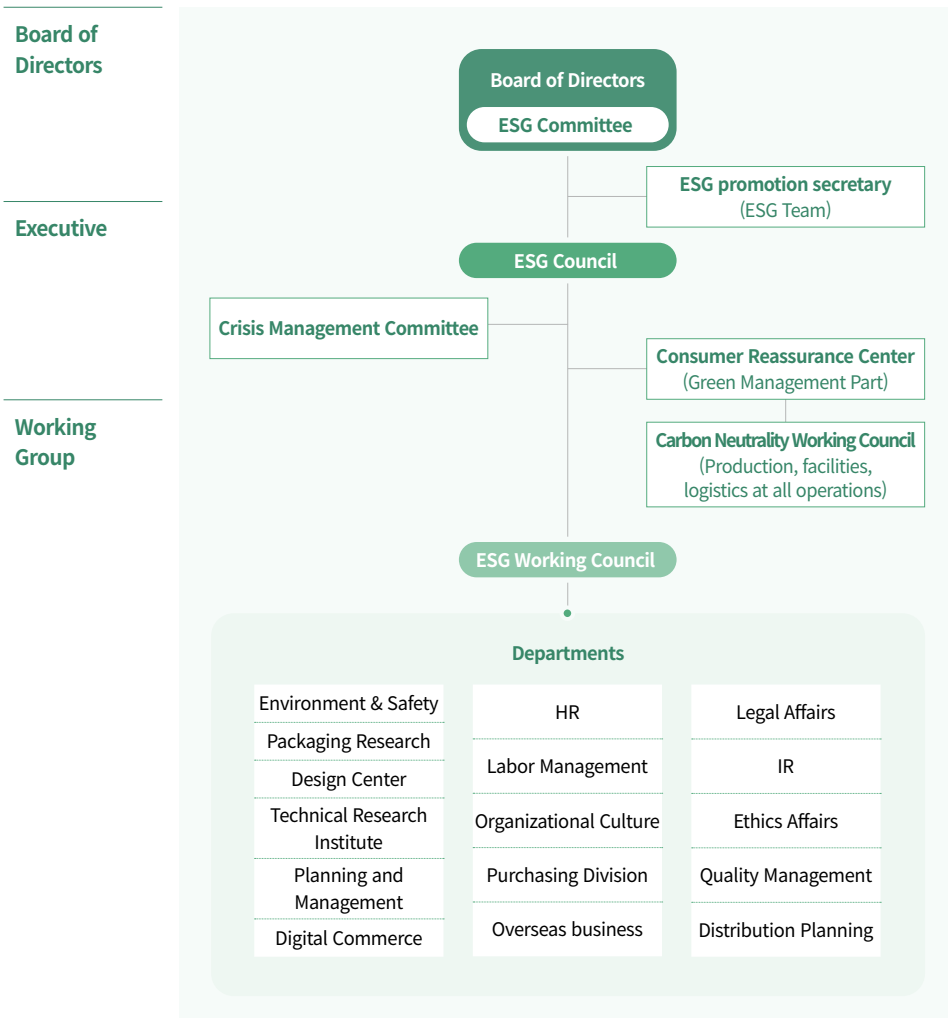 Board of
Directors
Board of Directors
ESG Committee
ESG promotion secretary
(ESG Team)
Executive
ESG Council
Crisis Management Committee
Consumer Reassurance Center
(Green Management Part)
Working
Group
Carbon Neutrality Working Council
(Production, facilities,
logistics at all operations)
ESG Working Council
Departments
Environment & Safety
Packaging Research
Design Center
Technical Research
Institute
Planning and
Management
Digital Commerce
HR
Labor Management
Organizational Culture
Purchasing Division
Overseas business
Legal Affairs
IR
Ethics Affairs
Quality Management
Distribution Planning